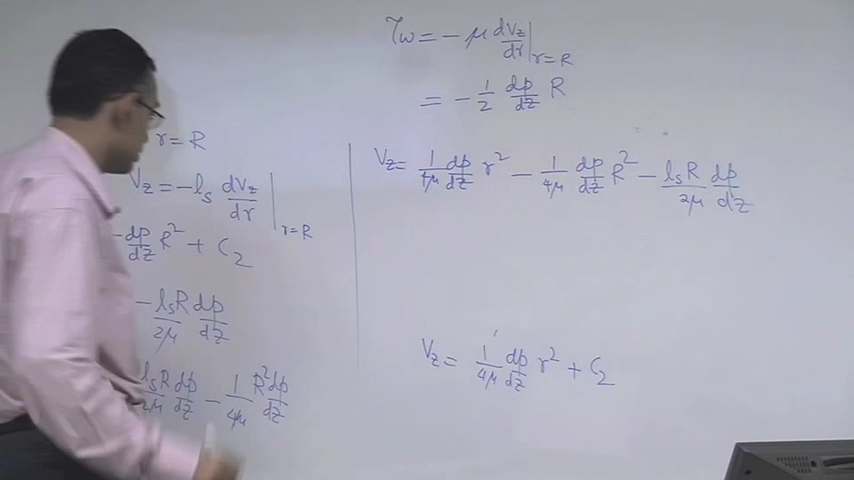 τw = − μ dVz/dr |r=R
= − 1/2 dp/dz R
r = R
Vz = −ls dVz/dr |r=R
dp/dz R² + C2
− lsR/2μ dp/dz
lsR/2μ dp/dz − 1/4μ R² dp/dz
Vz = 1/4μ dp/dz r² − 1/4μ dp/dz R² − lsR/2μ dp/dz
Vz = 1/4μ dp/dz r² + C2